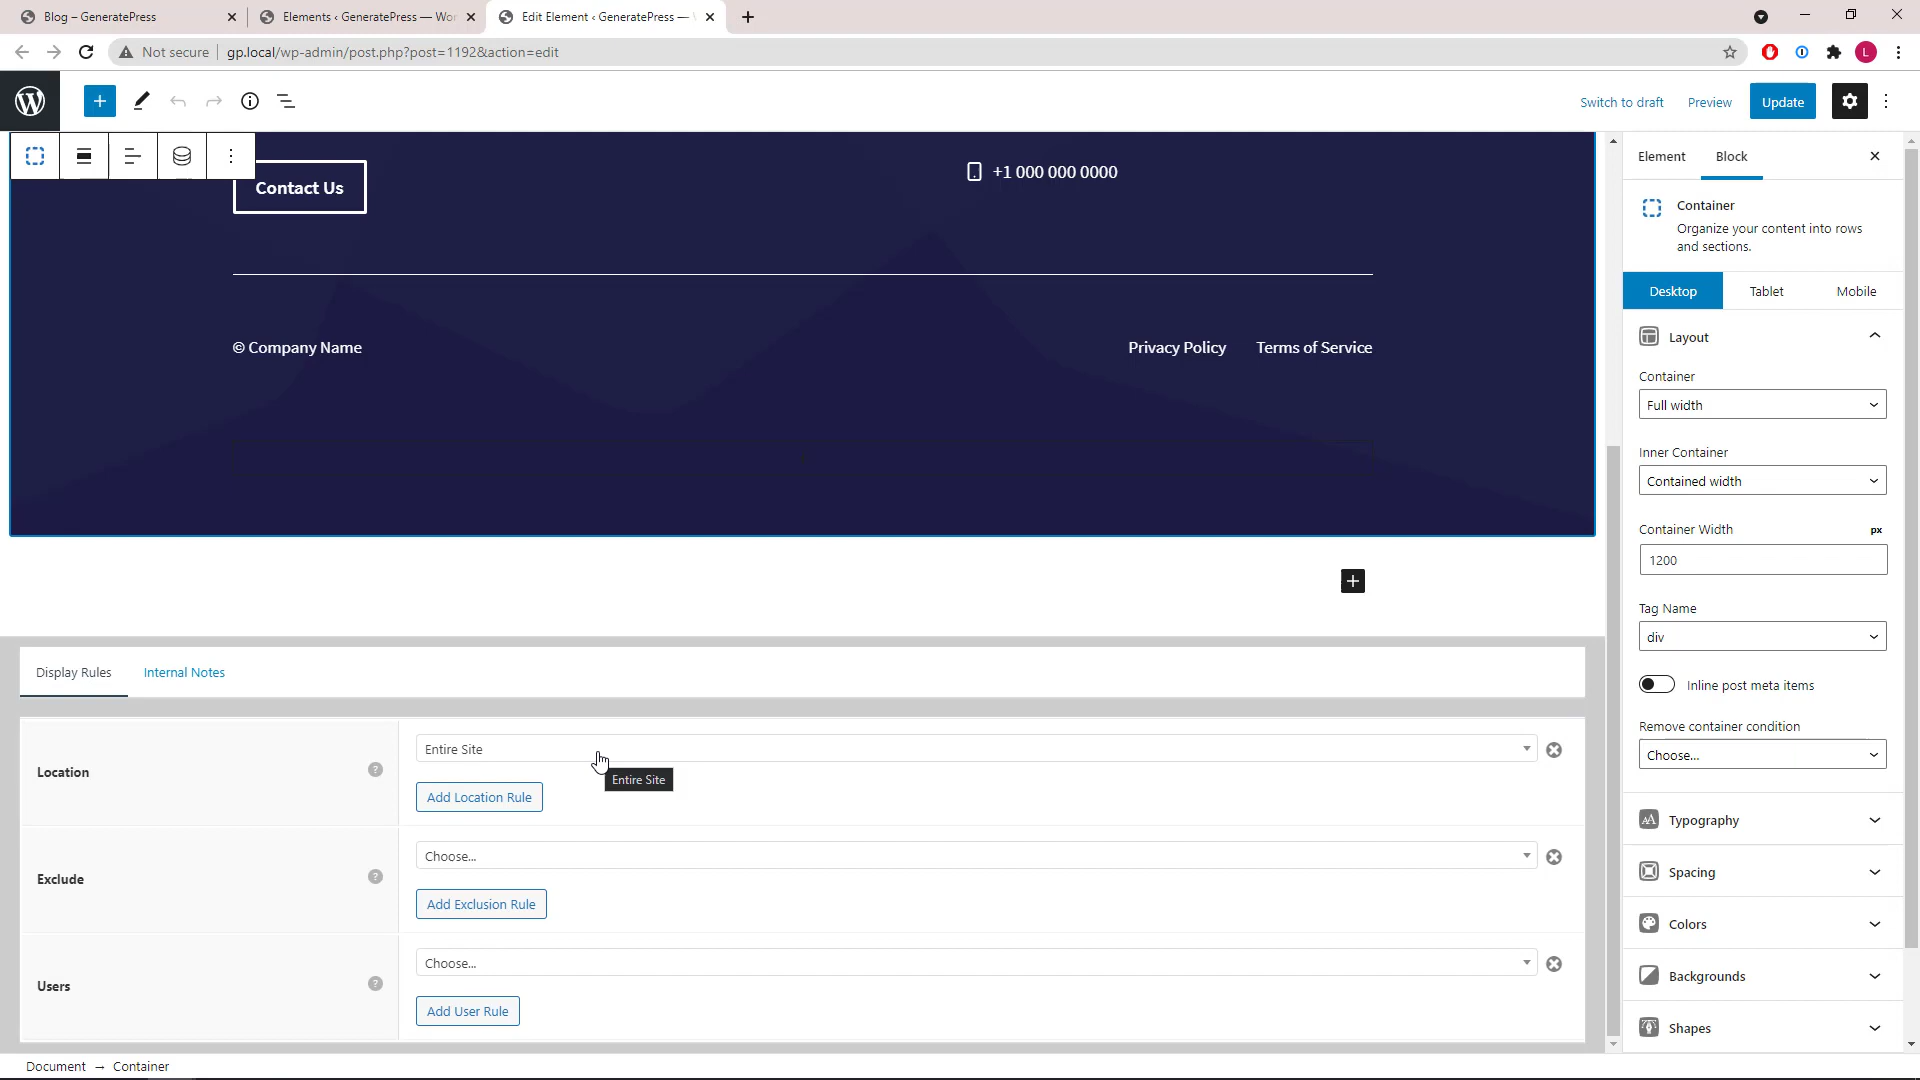 Blog – GeneratePress
Elements ‹ GeneratePress — Wor
Edit Element ‹ GeneratePress —
Not secure
gp.local/wp-admin/post.php?post=1192&action=edit
L
Switch to draft
Preview
Update
Contact Us
+1 000 000 0000
© Company Name
Privacy Policy
Terms of Service
Element
Block
Container
Organize your content into rows
and sections.
Desktop
Tablet
Mobile
Layout
Container
Full width
Inner Container
Contained width
Container Width
px
1200
Tag Name
div
Inline post meta items
Remove container condition
Choose...
Typography
Spacing
Colors
Backgrounds
Shapes
Display Rules
Internal Notes
Location
?
Entire Site
Entire Site
Add Location Rule
Exclude
?
Choose...
Add Exclusion Rule
Users
?
Choose...
Add User Rule
Document → Container